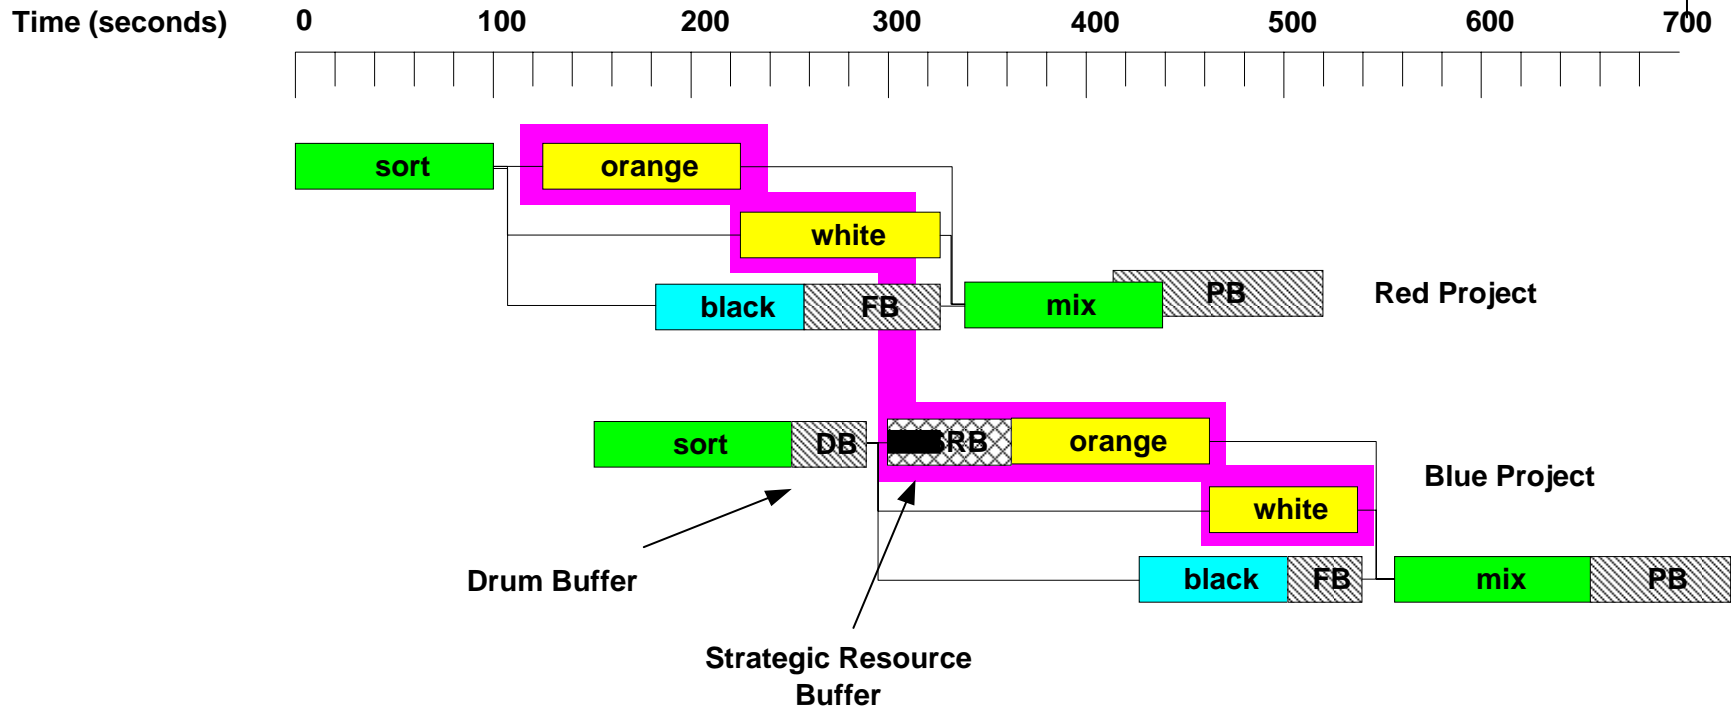 Time (seconds) 0 100 200 300 400 500 600 700
sort orange
white
black FB mix PB Red Project
sort DB RB orange
Blue Project
white
black FB mix PB
Drum Buffer
Strategic Resource
Buffer